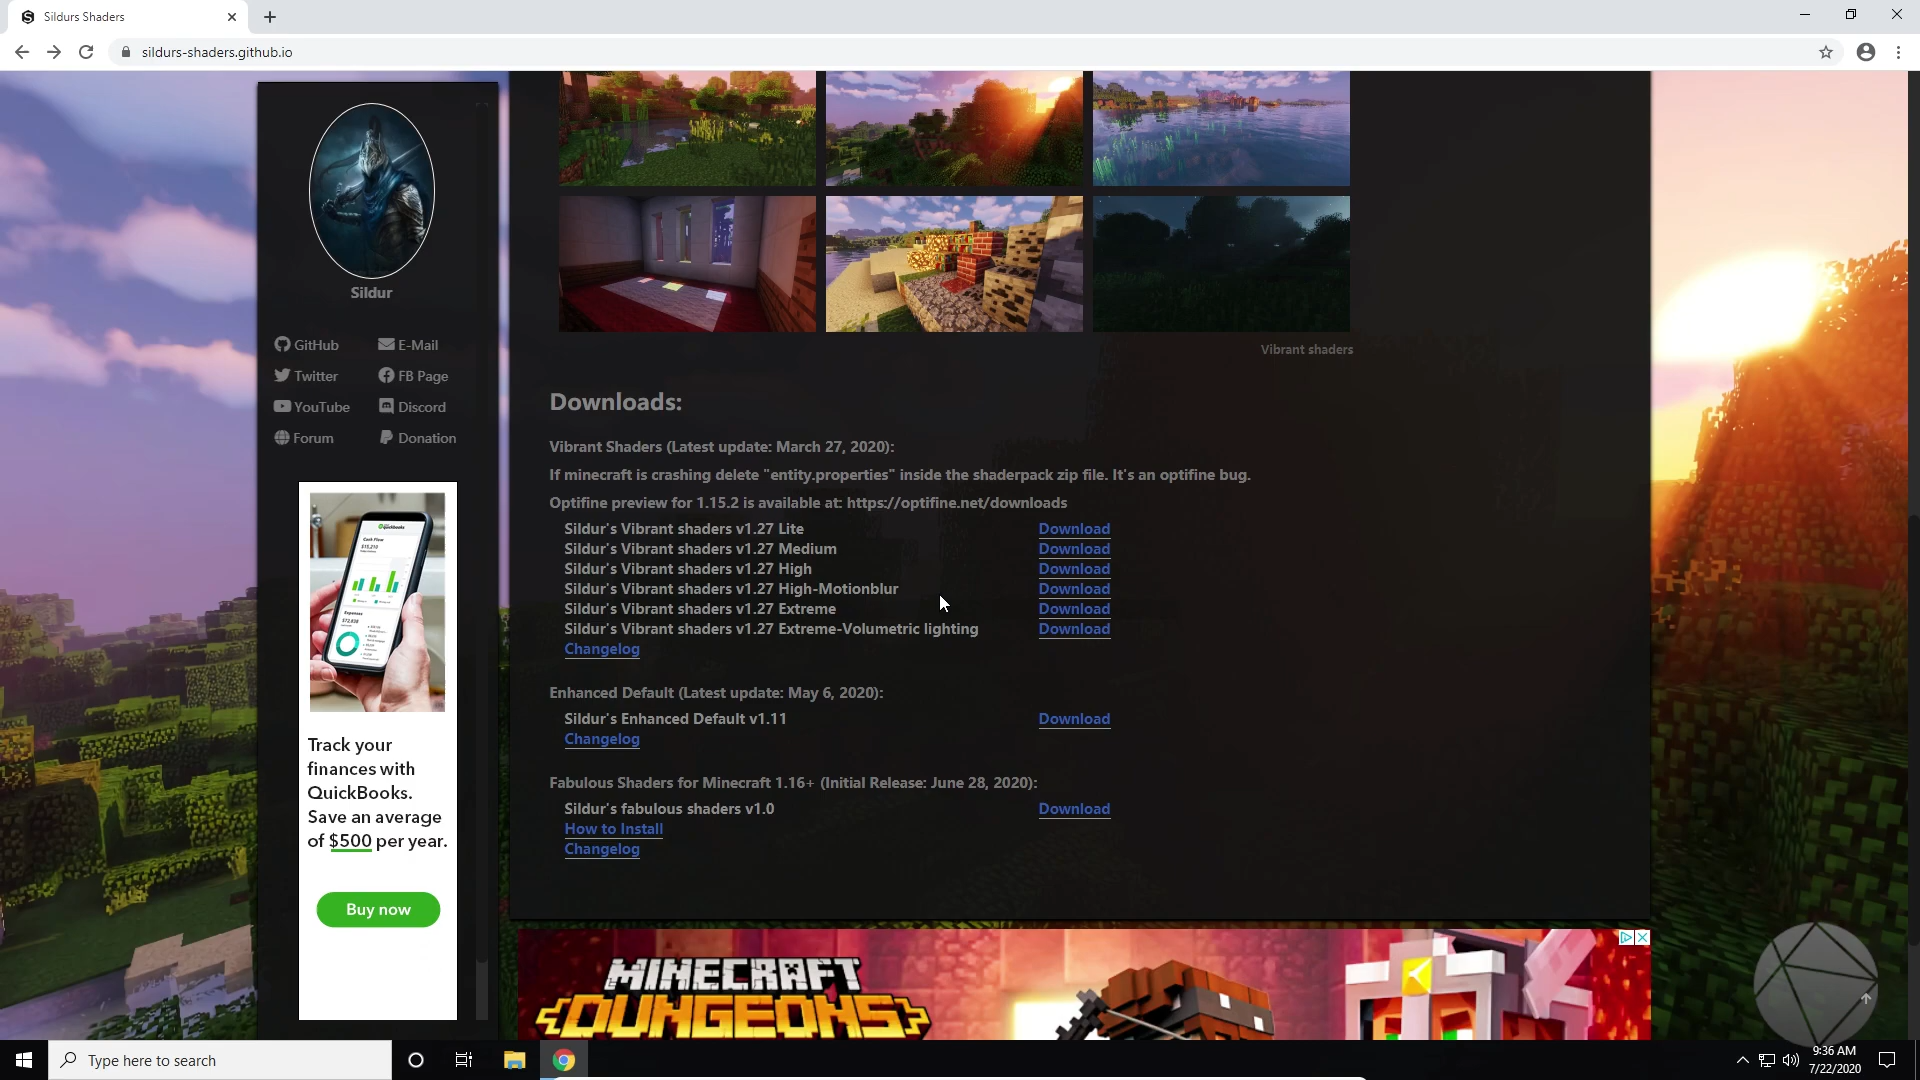 Sildurs Shaders
sildurs-shaders.github.io
Sildur
GitHub E-Mail
Twitter FB Page
YouTube Discord
Forum Donation
quickbooks
Cash Flow
$15,210
Expenses
Track your
finances with
QuickBooks.
Save an average
of $500 per year.
Buy now
Vibrant shaders
Downloads:
Vibrant Shaders (Latest update: March 27, 2020):
If minecraft is crashing delete "entity.properties" inside the shaderpack zip file. It's an optifine bug.
Optifine preview for 1.15.2 is available at: https://optifine.net/downloads
Sildur's Vibrant shaders v1.27 Lite Download
Sildur's Vibrant shaders v1.27 Medium Download
Sildur's Vibrant shaders v1.27 High Download
Sildur's Vibrant shaders v1.27 High-Motionblur Download
Sildur's Vibrant shaders v1.27 Extreme Download
Sildur's Vibrant shaders v1.27 Extreme-Volumetric lighting Download
Changelog
Enhanced Default (Latest update: May 6, 2020):
Sildur's Enhanced Default v1.11 Download
Changelog
Fabulous Shaders for Minecraft 1.16+ (Initial Release: June 28, 2020):
Sildur's fabulous shaders v1.0 Download
How to Install
Changelog
MINECRAFT
DUNGEONS
Type here to search
9:36 AM
7/22/2020